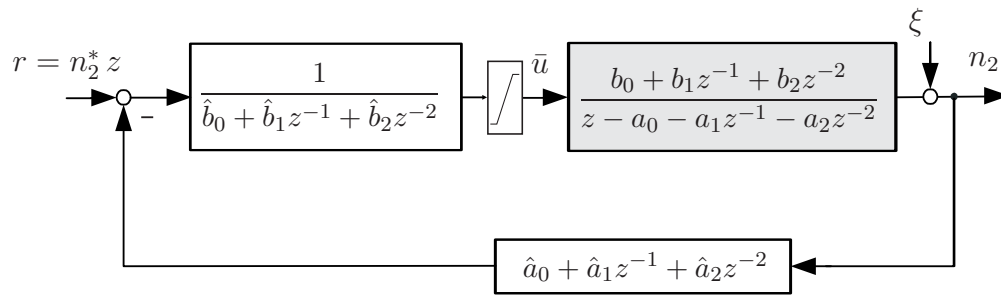 r = n₂* z
−
1
b̂₀ + b̂₁z⁻¹ + b̂₂z⁻²
ū
b₀ + b₁z⁻¹ + b₂z⁻²
z − a₀ − a₁z⁻¹ − a₂z⁻²
ξ
n₂
â₀ + â₁z⁻¹ + â₂z⁻²